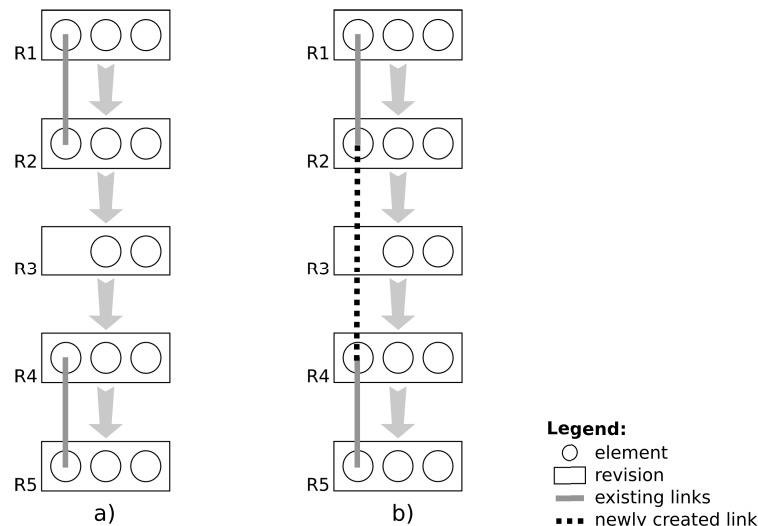 R1
R2
R3
R4
R5
a)
R1
R2
R3
R4
R5
b)
Legend:
element
revision
existing links
newly created link